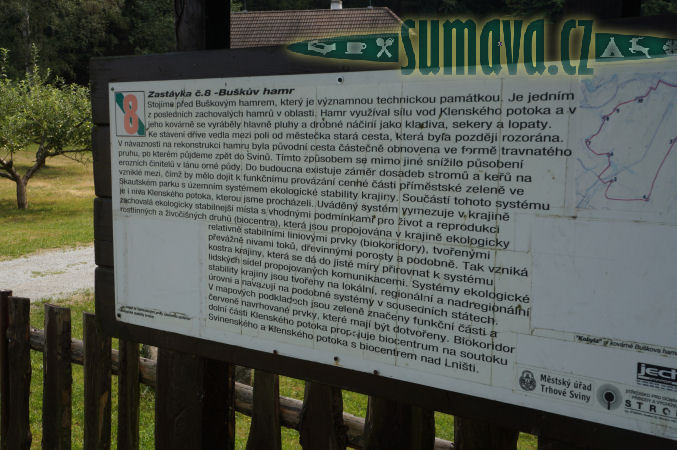 sumava.cz
Zastávka č.8 -Buškův hamr
8
Stojíme před Buškovým hamrem, který je významnou technickou památkou. Je jedním
z posledních zachovalých hamrů v oblasti. Hamr využíval sílu vod Klenského potoka a v
jeho kovárně se vyráběly hlavně pluhy a drobné náčiní jako kladiva, sekery a lopaty.
Ke stavení dříve vedla mezi poli od městečka stará cesta, která byla později rozorána.
V návaznosti na rekonstrukci hamru byla původní cesta částečně obnovena ve formě travnatého
pruhu, po kterém půjdeme zpět do Svinů. Tímto způsobem se mimo jiné snížilo působení
erozních činitelů v lánu orné půdy. Do budoucna existuje záměr dosadeb stromů a keřů na
vzniklé mezi, čímž by mělo dojít k funkčnímu provázání cenné části příměstské zeleně ve
Skautském parku s územním systémem ekologické stability krajiny. Součástí tohoto systému
je i niva Klenského potoka, kterou jsme procházeli. Uváděný systém vymezuje v krajině
zachovalá ekologicky stabilnější místa s vhodnými podmínkami pro život a reprodukci
rostlinných a živočišných druhů (biocentra), která jsou propojována v krajině ekologicky
relativně stabilními liniovými prvky (biokoridory), tvořenými
převážně nivami toků, dřevinnými porosty a podobně. Tak vzniká
kostra krajiny, která se dá do jisté míry přirovnat k systému
lidských sídel propojovaných komunikacemi. Systémy ekologické
stability krajiny jsou tvořeny na lokální, regionální a nadregionální
úrovni a navazují na podobné systémy v sousedních státech.
V mapových podkladoch jsou zeleně značeny funkční části a
červeně navrhované prvky, které mají být dotvořeny. Biokoridor
dolní části Klenského potoka propojuje biocentrum na soutoku
Svinenského a Klenského potoka s biocentrem nad Lništi.
"Kobyla" z kovárně Buškova ham
Městský úřad
Trhové Sviny